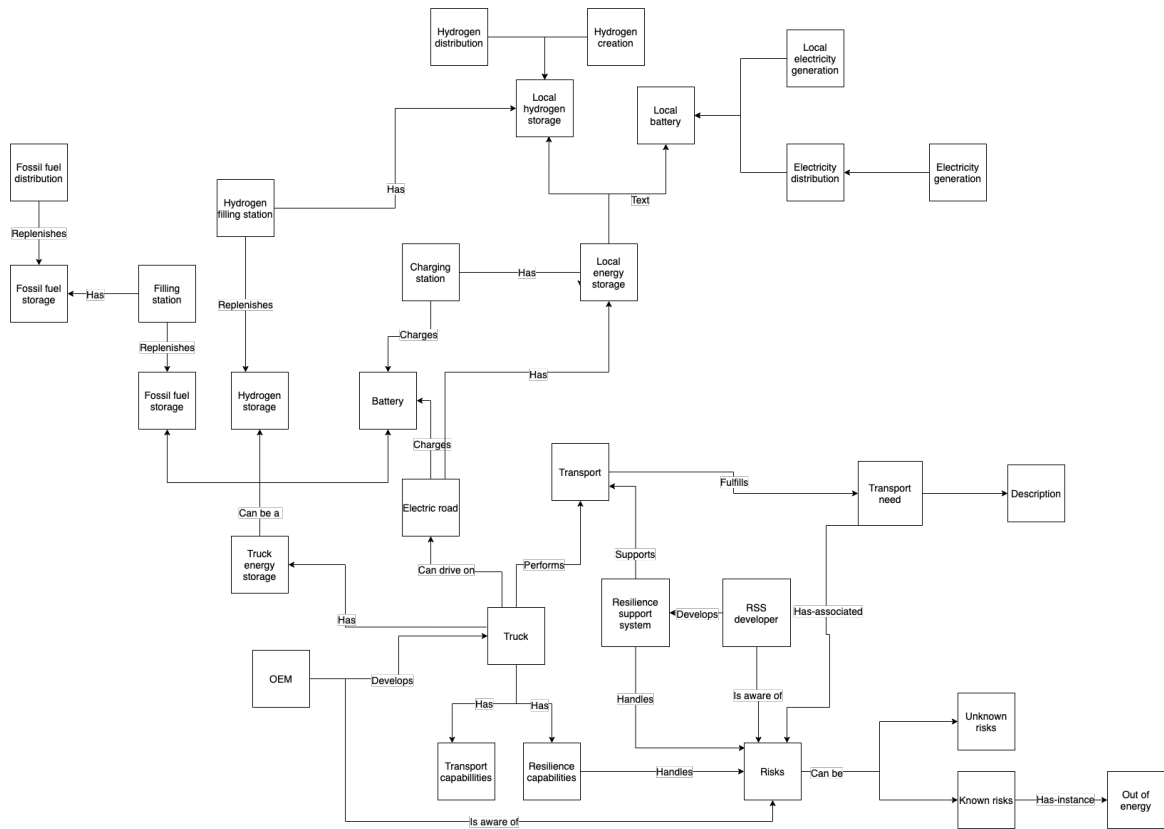 Hydrogen
distribution
Hydrogen
creation
Local
electricity
generation
Local
hydrogen
storage
Local
battery
Fossil fuel
distribution
Electricity
distribution
Electricity
generation
Has
Hydrogen
filling station
Text
Replenishes
Charging
station
Has
Local
energy
storage
Fossil fuel
storage
Has
Filling
station
Replenishes
Charges
Replenishes
Has
Fossil fuel
storage
Hydrogen
storage
Battery
Charges
Transport
Fulfills
Transport
need
Description
Electric road
Can be a
Truck
energy
storage
Can drive on
Performs
Supports
Has
Resilience
support
system
Develops
RSS
developer
Has-associated
Truck
OEM
Develops
Handles
Is aware of
Has
Has
Unknown
risks
Transport
capabillities
Resilience
capabilities
Handles
Risks
Can be
Known risks
Has-instance
Out of
energy
Is aware of